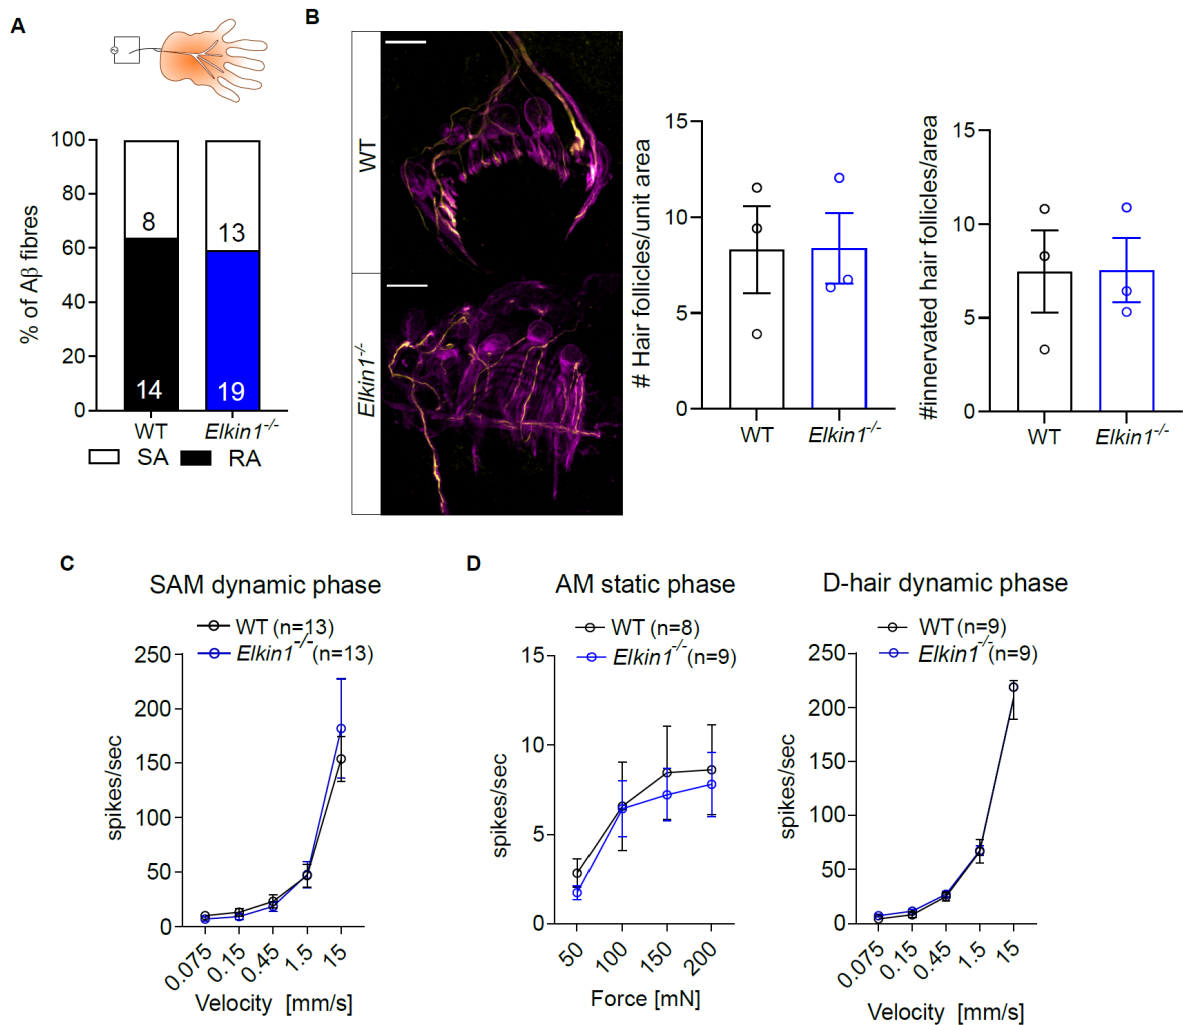 A
B
100
80
60
40
20
0
% of Aβ fibres
8
13
14
19
WT
Elkin1-/-
SA
RA
WT
Elkin1-/-
15
10
5
0
# Hair follicles/unit area
WT
Elkin1-/-
15
10
5
0
#innervated hair follicles/area
WT
Elkin1-/-
C
SAM dynamic phase
WT (n=13)
Elkin1-/-(n=13)
250
200
150
100
50
0
spikes/sec
0.075
0.15
0.45
1.5
15
Velocity [mm/s]
D
AM static phase
WT (n=8)
Elkin1-/-(n=9)
15
10
5
0
spikes/sec
50
100
150
200
Force [mN]
D-hair dynamic phase
WT (n=9)
Elkin1-/-(n=9)
250
200
150
100
50
0
spikes/sec
0.075
0.15
0.45
1.5
15
Velocity [mm/s]